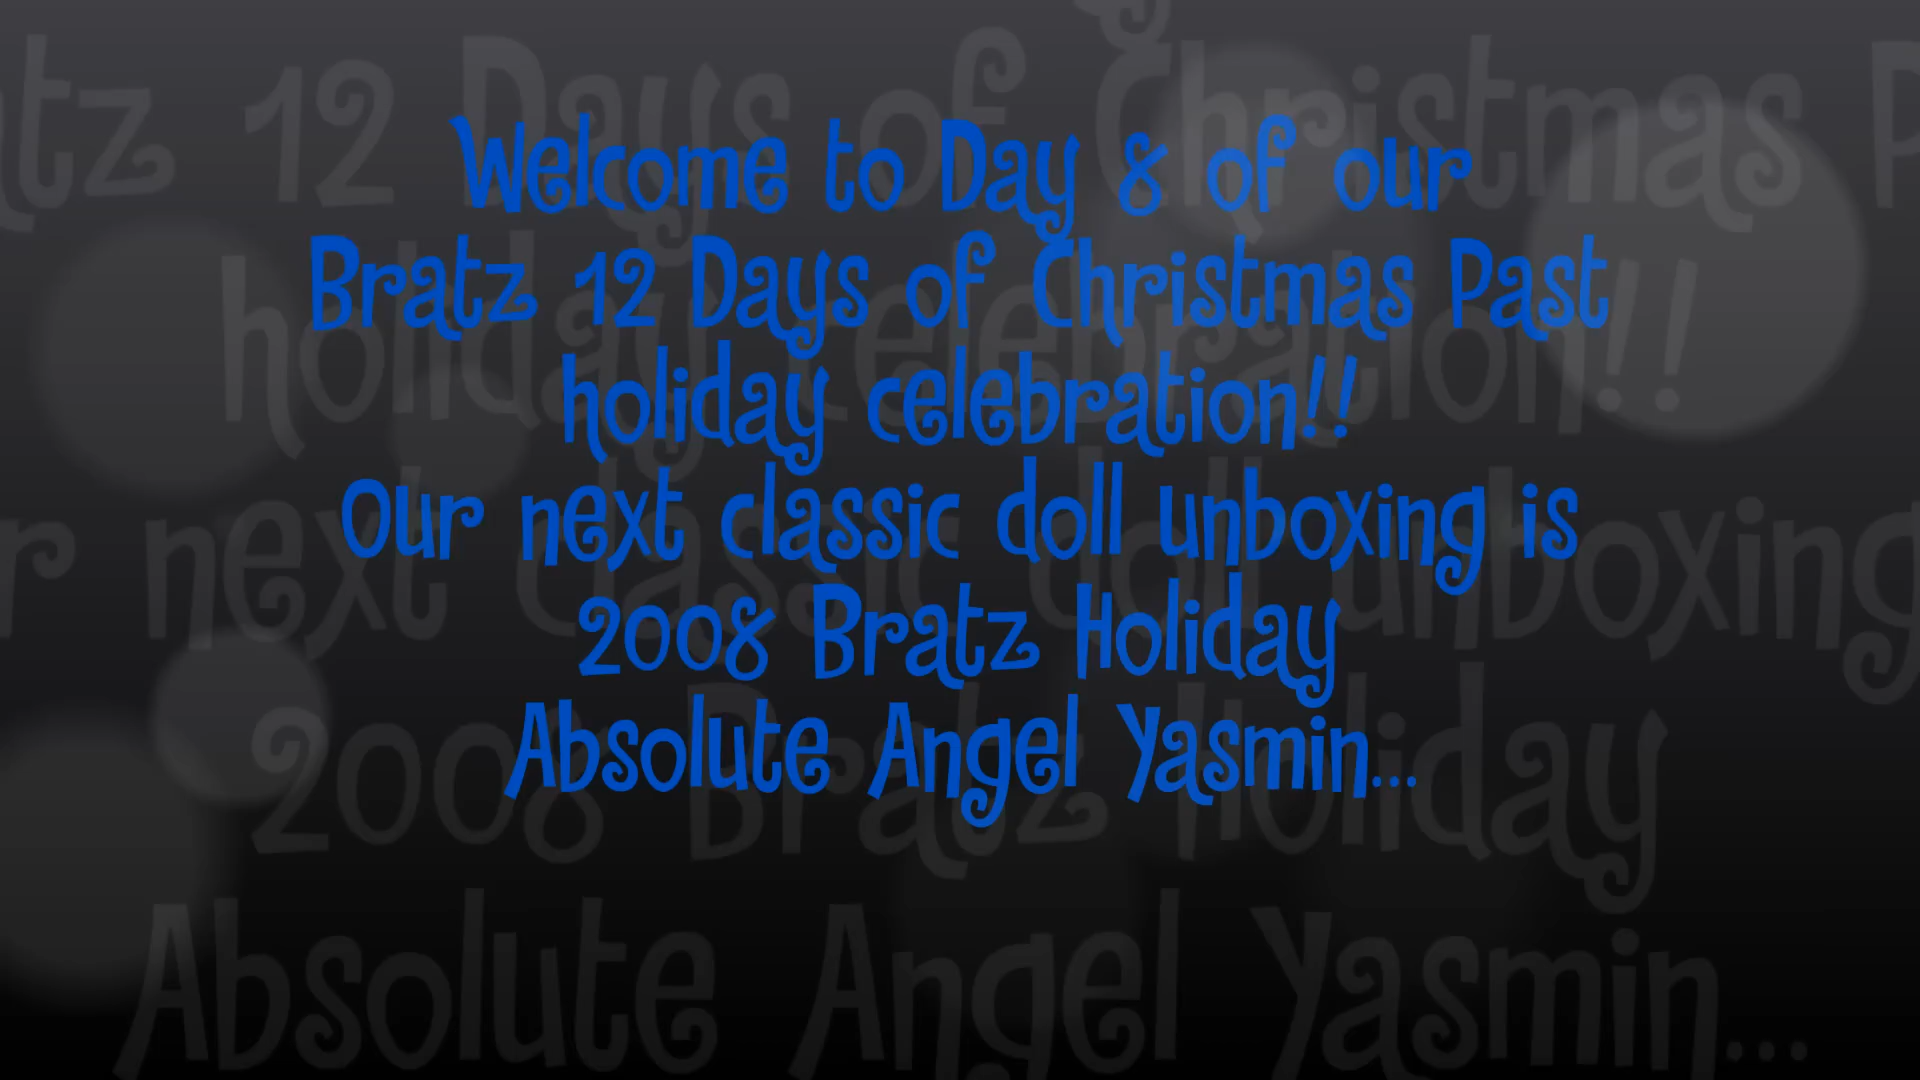 Welcome to Day 8 of our
Bratz 12 Days of Christmas Past
holiday celebration!!
Our next classic doll unboxing is
2008 Bratz Holiday
Absolute Angel Yasmin...